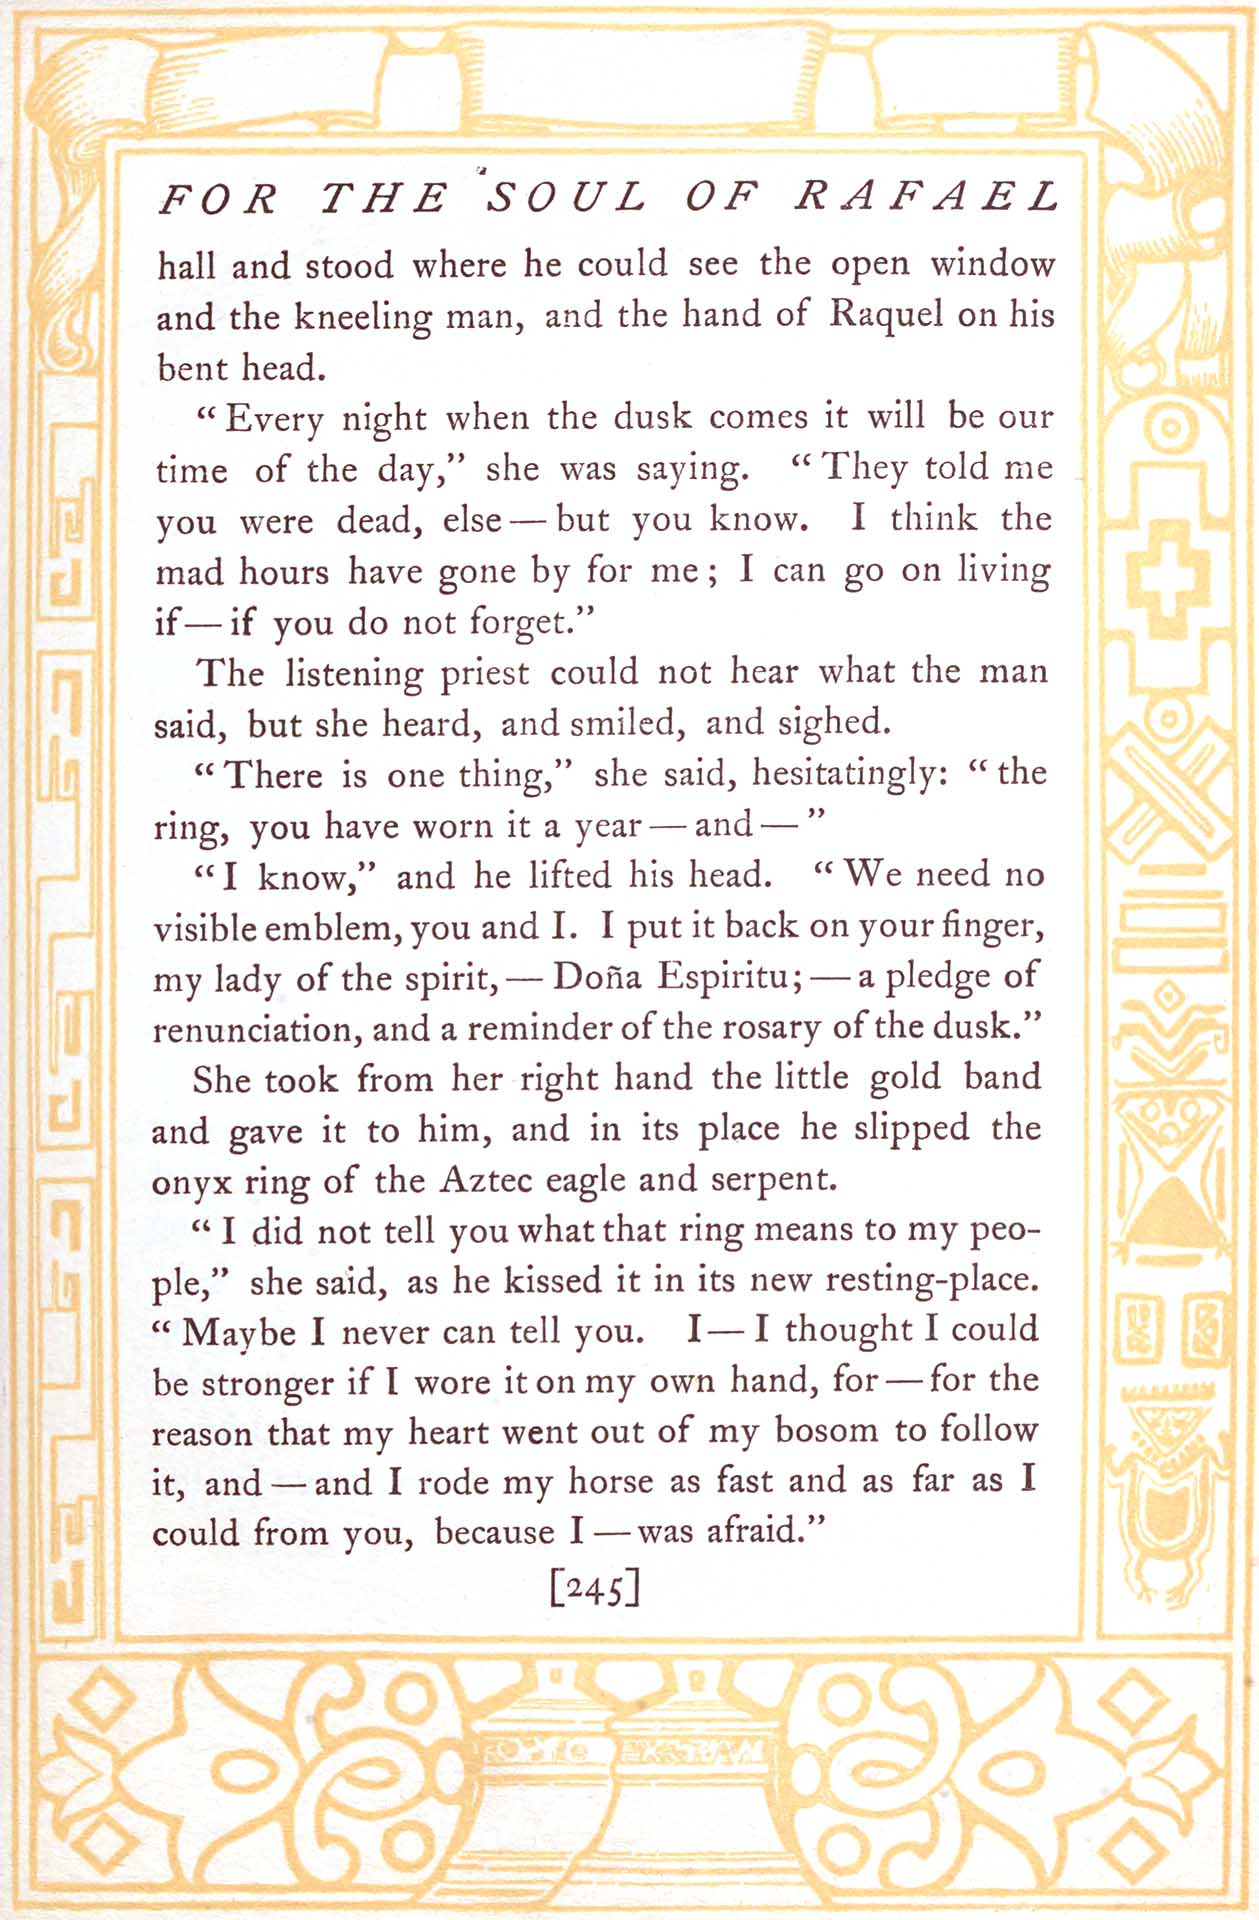 FOR THE SOUL OF RAFAEL
hall and stood where he could see the open window
and the kneeling man, and the hand of Raquel on his
bent head.
“Every night when the dusk comes it will be our
time of the day,” she was saying. “They told me
you were dead, else—but you know. I think the
mad hours have gone by for me; I can go on living
if—if you do not forget.”
The listening priest could not hear what the man
said, but she heard, and smiled, and sighed.
“There is one thing,” she said, hesitatingly: “the
ring, you have worn it a year—and—”
“I know,” and he lifted his head. “We need no
visible emblem, you and I. I put it back on your finger,
my lady of the spirit,—Doña Espiritu;—a pledge of
renunciation, and a reminder of the rosary of the dusk.”
She took from her right hand the little gold band
and gave it to him, and in its place he slipped the
onyx ring of the Aztec eagle and serpent.
“I did not tell you what that ring means to my peo-
ple,” she said, as he kissed it in its new resting-place.
“Maybe I never can tell you. I—I thought I could
be stronger if I wore it on my own hand, for—for the
reason that my heart went out of my bosom to follow
it, and—and I rode my horse as fast and as far as I
could from you, because I—was afraid.”
[245]